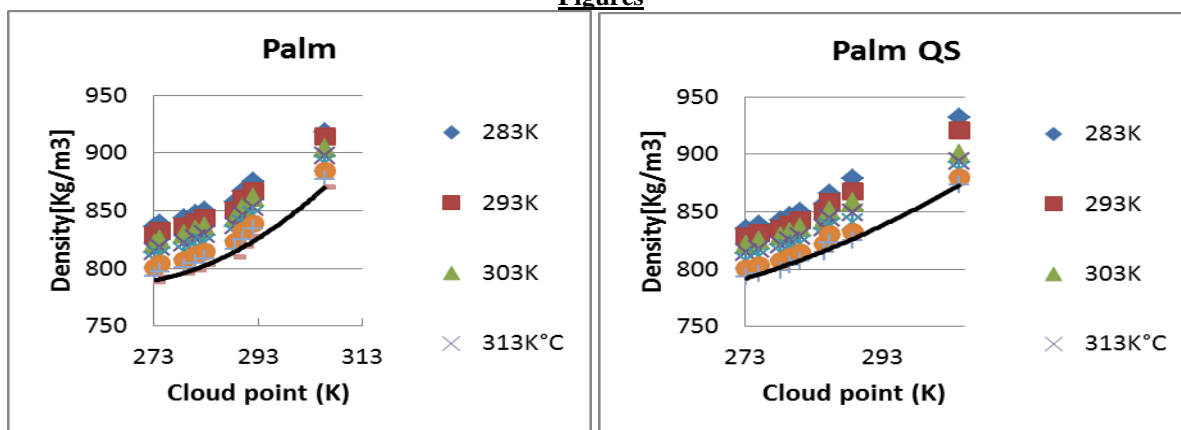 Figures
Palm
950
900
850
800
750
273
293
313
Density[Kg/m3]
Cloud point (K)
283K
293K
303K
313K°C
Palm QS
950
900
850
800
750
273
293
Density[Kg/m3]
Cloud point (K)
283K
293K
303K
313K°C